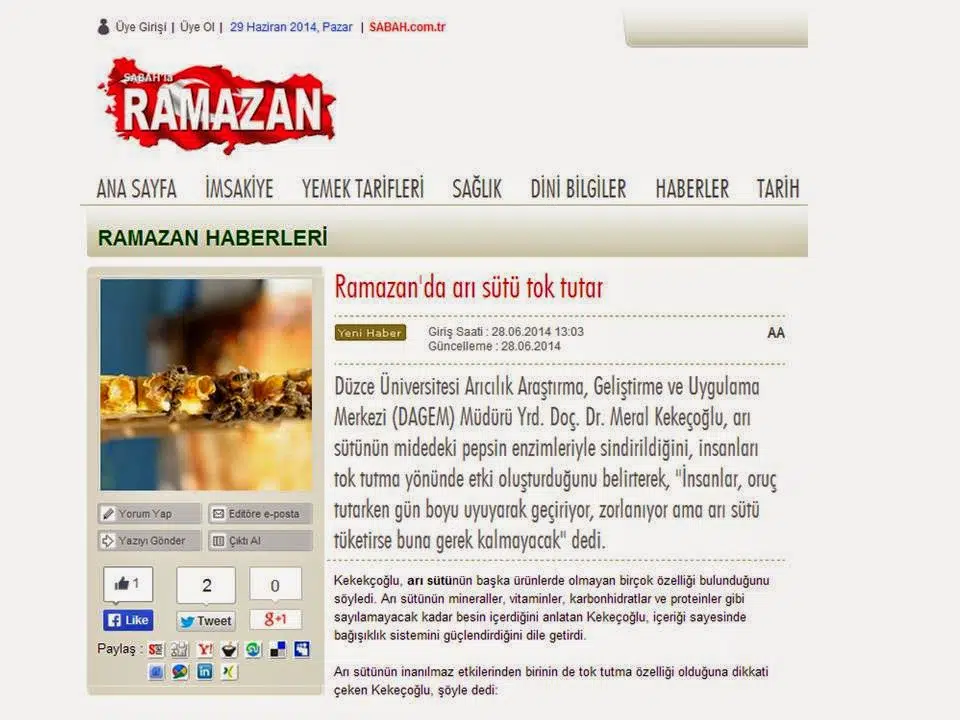 Üye Girişi | Üye Ol | 29 Haziran 2014, Pazar | SABAH.com.tr
SABAH'la
RAMAZAN
ANA SAYFA İMSAKİYE YEMEK TARİFLERİ SAĞLIK DİNİ BİLGİLER HABERLER TARİH
RAMAZAN HABERLERİ
Ramazan'da arı sütü tok tutar
Yeni Haber Giriş Saati : 28.06.2014 13:03 AA
Güncelleme : 28.06.2014
Düzce Üniversitesi Arıcılık Araştırma, Geliştirme ve Uygulama
Merkezi (DAGEM) Müdürü Yrd. Doç. Dr. Meral Kekeçoğlu, arı
sütünün midedeki pepsin enzimleriyle sindirildiğini, insanları
tok tutma yönünde etki oluşturduğunu belirterek, "İnsanlar, oruç
tutarken gün boyu uyuyarak geçiriyor, zorlanıyor ama arı sütü
tüketirse buna gerek kalmayacak" dedi.
Kekekçoğlu, arı sütünün başka ürünlerde olmayan birçok özelliği bulunduğunu
söyledi. Arı sütünün mineraller, vitaminler, karbonhidratlar ve proteinler gibi
sayılamayacak kadar besin içerdiğini anlatan Kekeçoğlu, içeriği sayesinde
bağışıklık sistemini güçlendirdiğini dile getirdi.
Arı sütünün inanılmaz etkilerinden birinin de tok tutma özelliği olduğuna dikkati
çeken Kekeçoğlu, şöyle dedi:
Yorum Yap Editöre e-posta
Yazıyı Gönder Çıktı Al
1 2 0
Like Tweet +1
Paylaş :